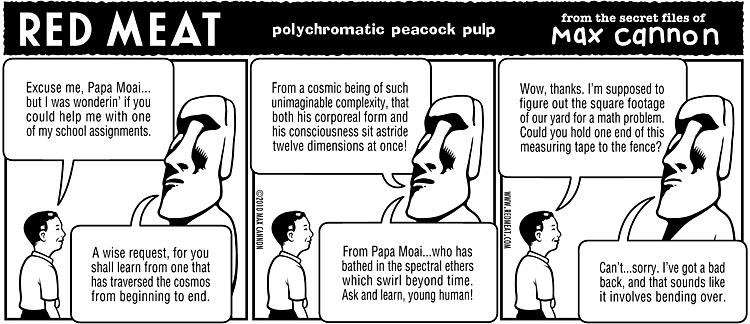 RED MEAT
polychromatic peacock pulp
from the secret files of
Max cannon
Excuse me, Papa Moai...
but I was wonderin' if you
could help me with one
of my school assignments.
A wise request, for you
shall learn from one that
has traversed the cosmos
from beginning to end.
©2010 MAX CANNON
From a cosmic being of such
unimaginable complexity, that
both his corporeal form and
his consciousness sit astride
twelve dimensions at once!
From Papa Moai...who has
bathed in the spectral ethers
which swirl beyond time.
Ask and learn, young human!
WWW.REDMEAT.COM
Wow, thanks. I'm supposed to
figure out the square footage
of our yard for a math problem.
Could you hold one end of this
measuring tape to the fence?
Can't...sorry. I've got a bad
back, and that sounds like
it involves bending over.